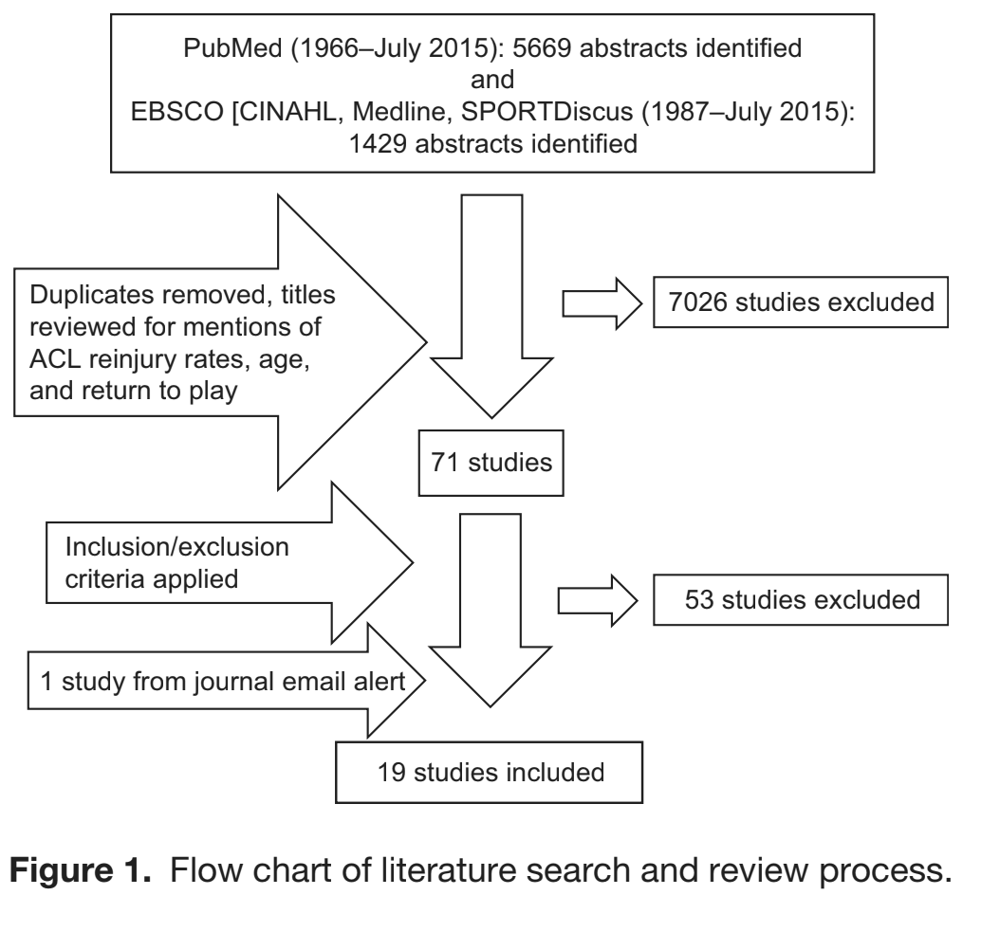 PubMed (1966–July 2015): 5669 abstracts identified
and
EBSCO [CINAHL, Medline, SPORTDiscus (1987–July 2015):
1429 abstracts identified
Duplicates removed, titles
reviewed for mentions of
ACL reinjury rates, age,
and return to play
7026 studies excluded
71 studies
Inclusion/exclusion
criteria applied
53 studies excluded
1 study from journal email alert
19 studies included
Figure 1. Flow chart of literature search and review process.